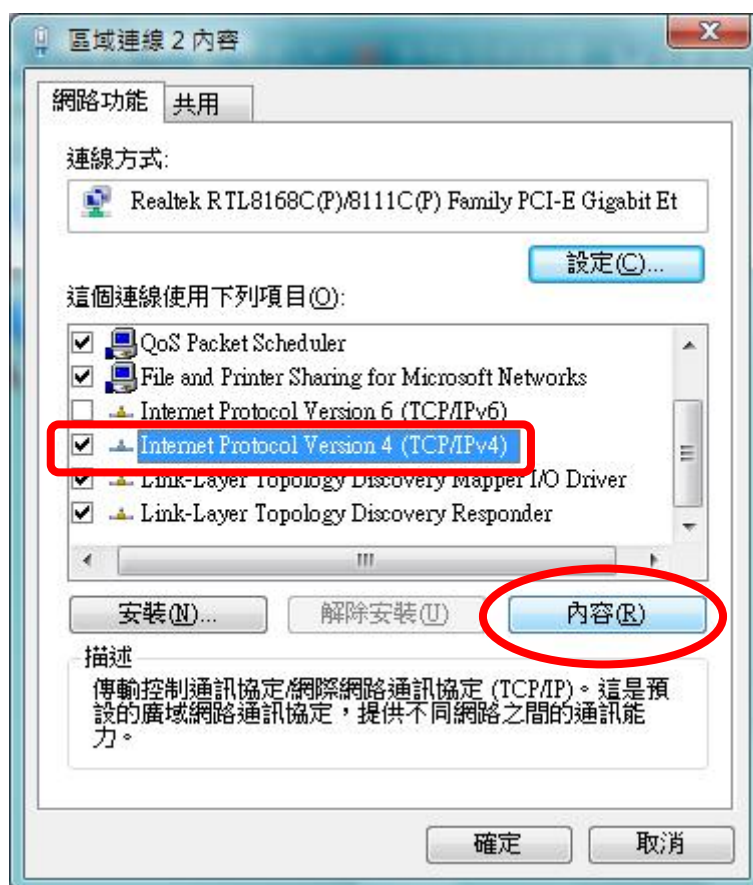 區域連線 2 內容
網路功能 共用
連線方式:
Realtek RTL8168C(P)/8111C(P) Family PCI-E Gigabit Et
設定(C)...
這個連線使用下列項目(O):
QoS Packet Scheduler
File and Printer Sharing for Microsoft Networks
Internet Protocol Version 6 (TCP/IPv6)
Internet Protocol Version 4 (TCP/IPv4)
Link-Layer Topology Discovery Mapper I/O Driver
Link-Layer Topology Discovery Responder
安裝(N)... 解除安裝(U) 內容(R)
描述
傳輸控制通訊協定/網際網路通訊協定 (TCP/IP)。這是預
設的廣域網路通訊協定，提供不同網路之間的通訊能
力。
確定 取消